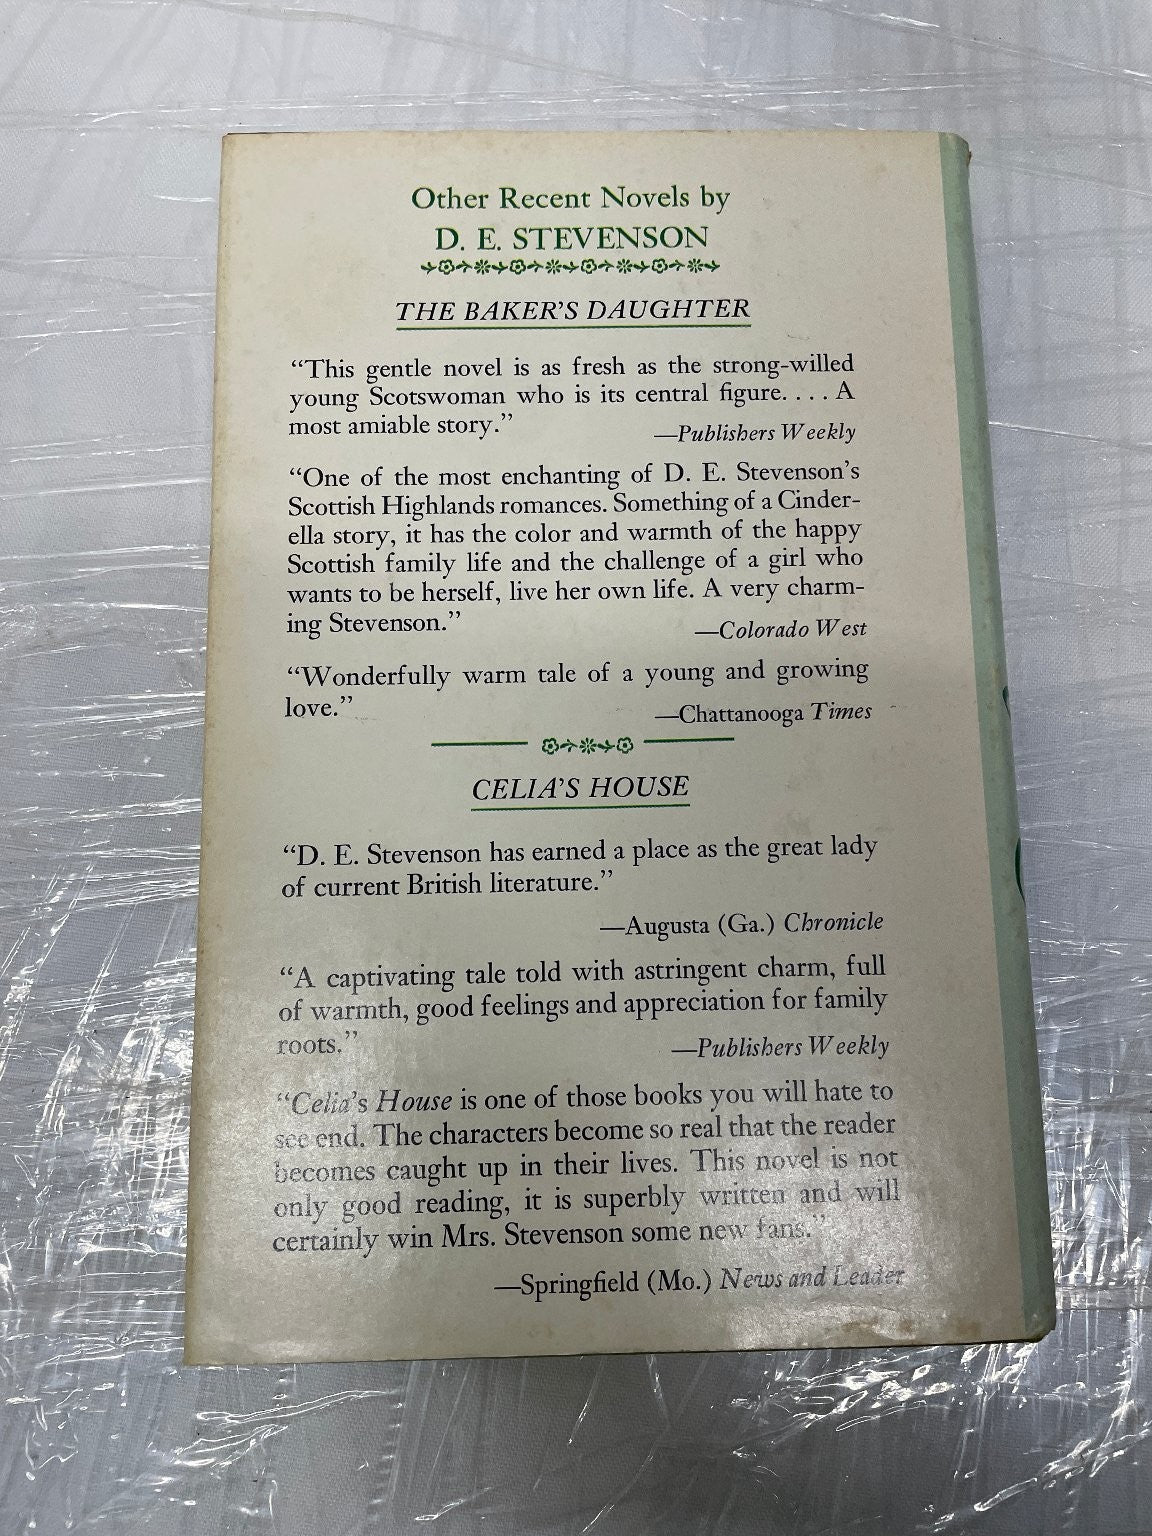 Other Recent Novels by
D. E. STEVENSON
THE BAKER'S DAUGHTER
“This gentle novel is as fresh as the strong-willed
young Scotswoman who is its central figure. . . . A
most amiable story.”
—Publishers Weekly
“One of the most enchanting of D. E. Stevenson's
Scottish Highlands romances. Something of a Cinder-
ella story, it has the color and warmth of the happy
Scottish family life and the challenge of a girl who
wants to be herself, live her own life. A very charm-
ing Stevenson.”
—Colorado West
“Wonderfully warm tale of a young and growing
love.”
—Chattanooga Times
CELIA'S HOUSE
“D. E. Stevenson has earned a place as the great lady
of current British literature.”
—Augusta (Ga.) Chronicle
“A captivating tale told with astringent charm, full
of warmth, good feelings and appreciation for family
roots.”
—Publishers Weekly
“Celia's House is one of those books you will hate to
see end. The characters become so real that the reader
becomes caught up in their lives. This novel is not
only good reading, it is superbly written and will
certainly win Mrs. Stevenson some new fans.”
—Springfield (Mo.) News and Leader